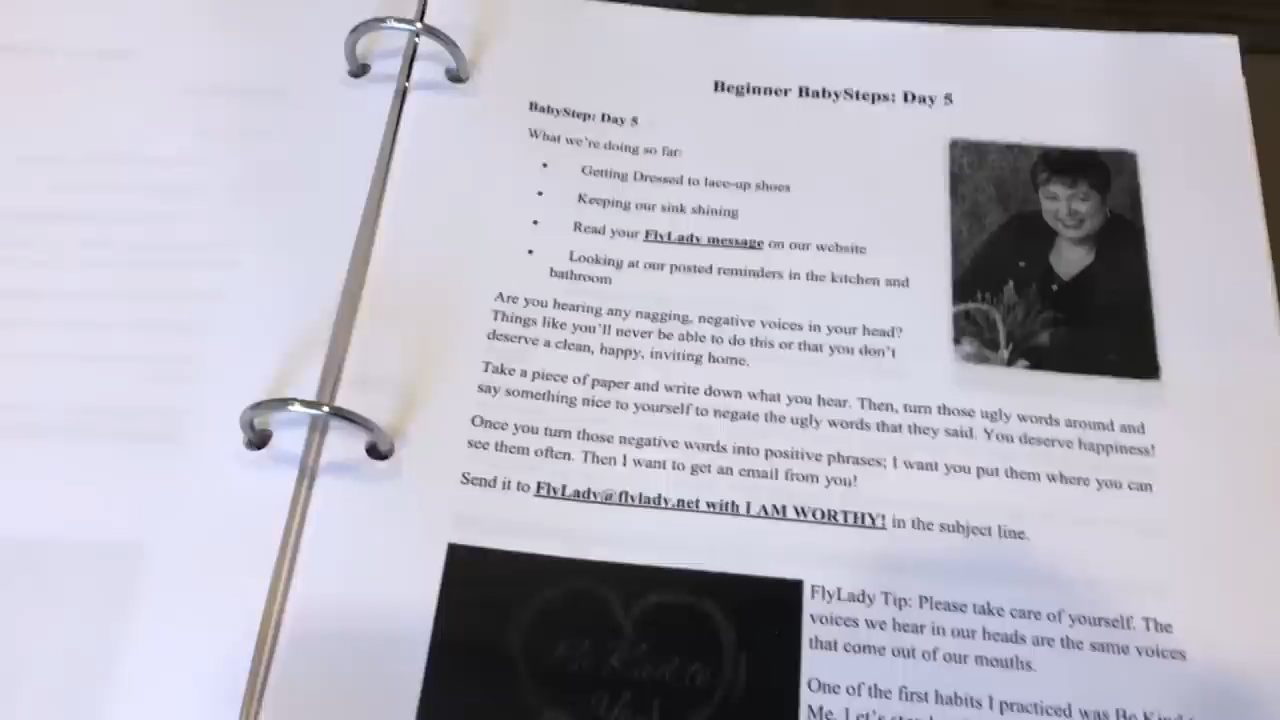 Beginner BabySteps: Day 5
BabyStep: Day 5
What we're doing so far:
• Getting Dressed to lace-up shoes
• Keeping our sink shining
• Read your FlyLady message on our website
• Looking at our posted reminders in the kitchen and
bathroom
Are you hearing any nagging, negative voices in your head?
Things like you'll never be able to do this or that you don't
deserve a clean, happy, inviting home.
Take a piece of paper and write down what you hear. Then, turn those ugly words around and
say something nice to yourself to negate the ugly words that they said. You deserve happiness!
Once you turn those negative words into positive phrases; I want you put them where you can
see them often. Then I want to get an email from you!
Send it to FlyLady@flylady.net with I AM WORTHY! in the subject line.
FlyLady Tip: Please take care of yourself. The
voices we hear in our heads are the same voices
that come out of our mouths.
One of the first habits I practiced was Be Kind
Me. Let's